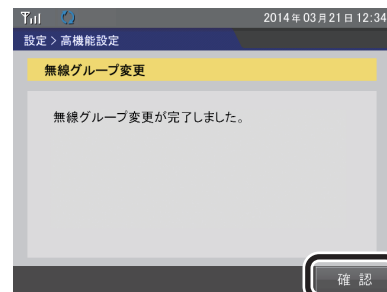 2014年03月21日 12:34
設定 > 高機能設定
無線グループ変更
無線グループ変更が完了しました。
確 認